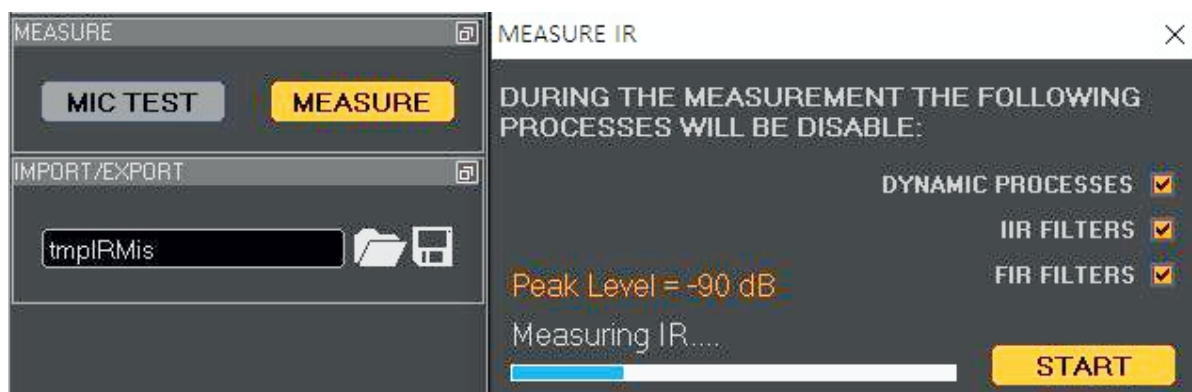 MEASURE
MIC TEST
MEASURE
IMPORT/EXPORT
tmpIRMis
MEASURE IR
DURING THE MEASUREMENT THE FOLLOWING
PROCESSES WILL BE DISABLE:
DYNAMIC PROCESSES
IIR FILTERS
FIR FILTERS
Peak Level = -90 dB
Measuring IR....
START